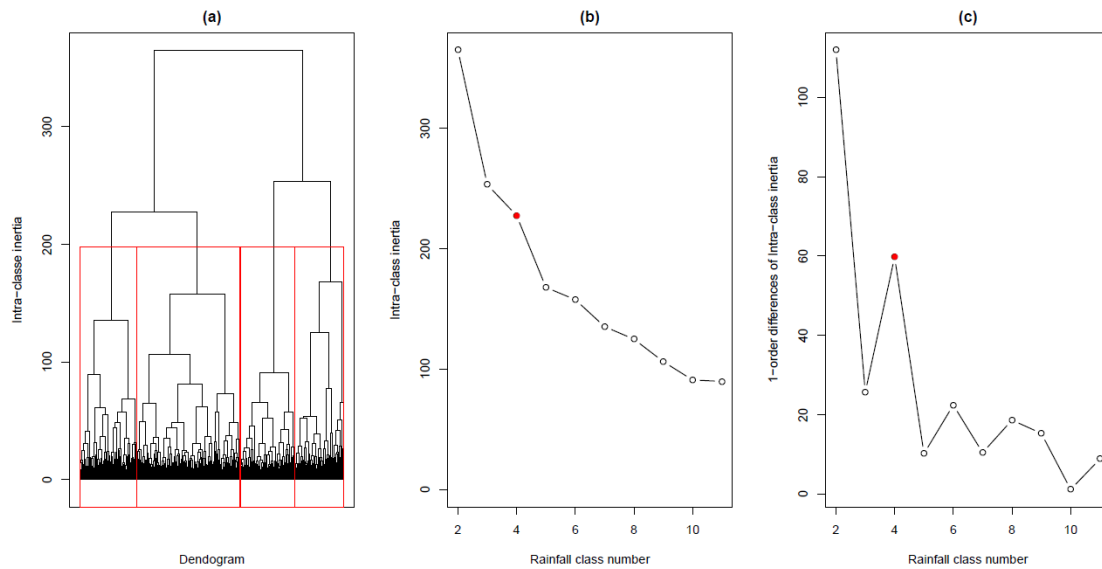 (a)
Intra−classe inertia
0
100
200
300
Dendogram
(b)
Intra−class inertia
0
100
200
300
2
4
6
8
10
Rainfall class number
(c)
1−order differences of Intra−class inertia
0
20
40
60
80
100
2
4
6
8
10
Rainfall class number